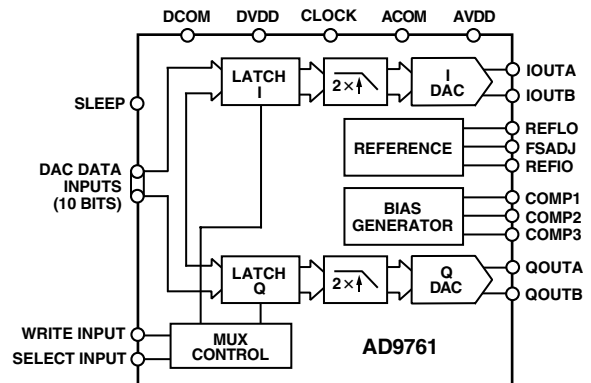 DCOM DVDD CLOCK ACOM AVDD
LATCH
I
2×
I
DAC
IOUTA
IOUTB
SLEEP
REFERENCE
REFLO
FSADJ
REFIO
DAC DATA
INPUTS
(10 BITS)
BIAS
GENERATOR
COMP1
COMP2
COMP3
LATCH
Q
2×
Q
DAC
QOUTA
QOUTB
WRITE INPUT
SELECT INPUT
MUX
CONTROL
AD9761